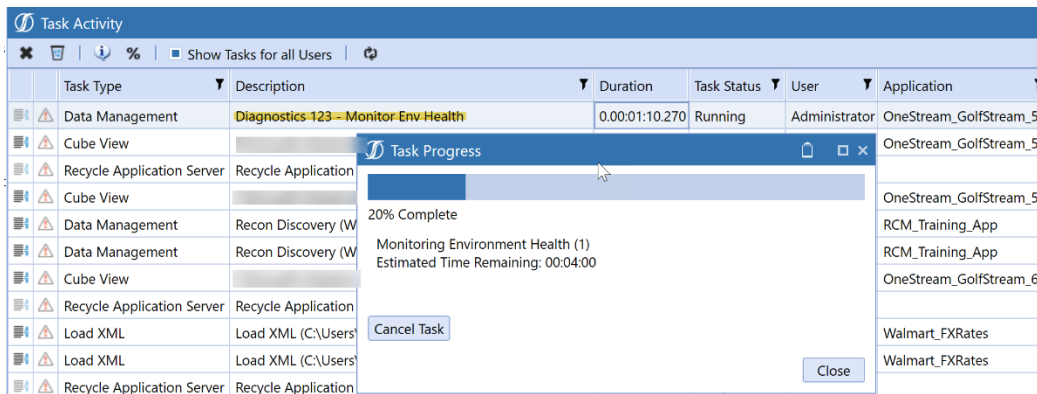 Task Activity
% Show Tasks for all Users
Task Type Description Duration Task Status User Application
Data Management Diagnostics 123 - Monitor Env Health 0.00:01:10.270 Running Administrator OneStream_GolfStream_5
Cube View OneStream_GolfStream_5
Recycle Application Server Recycle Application
Cube View OneStream_GolfStream_5
Data Management Recon Discovery (W RCM_Training_App
Data Management Recon Discovery (W RCM_Training_App
Cube View OneStream_GolfStream_6
Recycle Application Server Recycle Application
Load XML Load XML (C:\Users\ Walmart_FXRates
Load XML Load XML (C:\Users\ Walmart_FXRates
Recycle Application Server Recycle Application
Task Progress
20% Complete
Monitoring Environment Health (1)
Estimated Time Remaining: 00:04:00
Cancel Task
Close